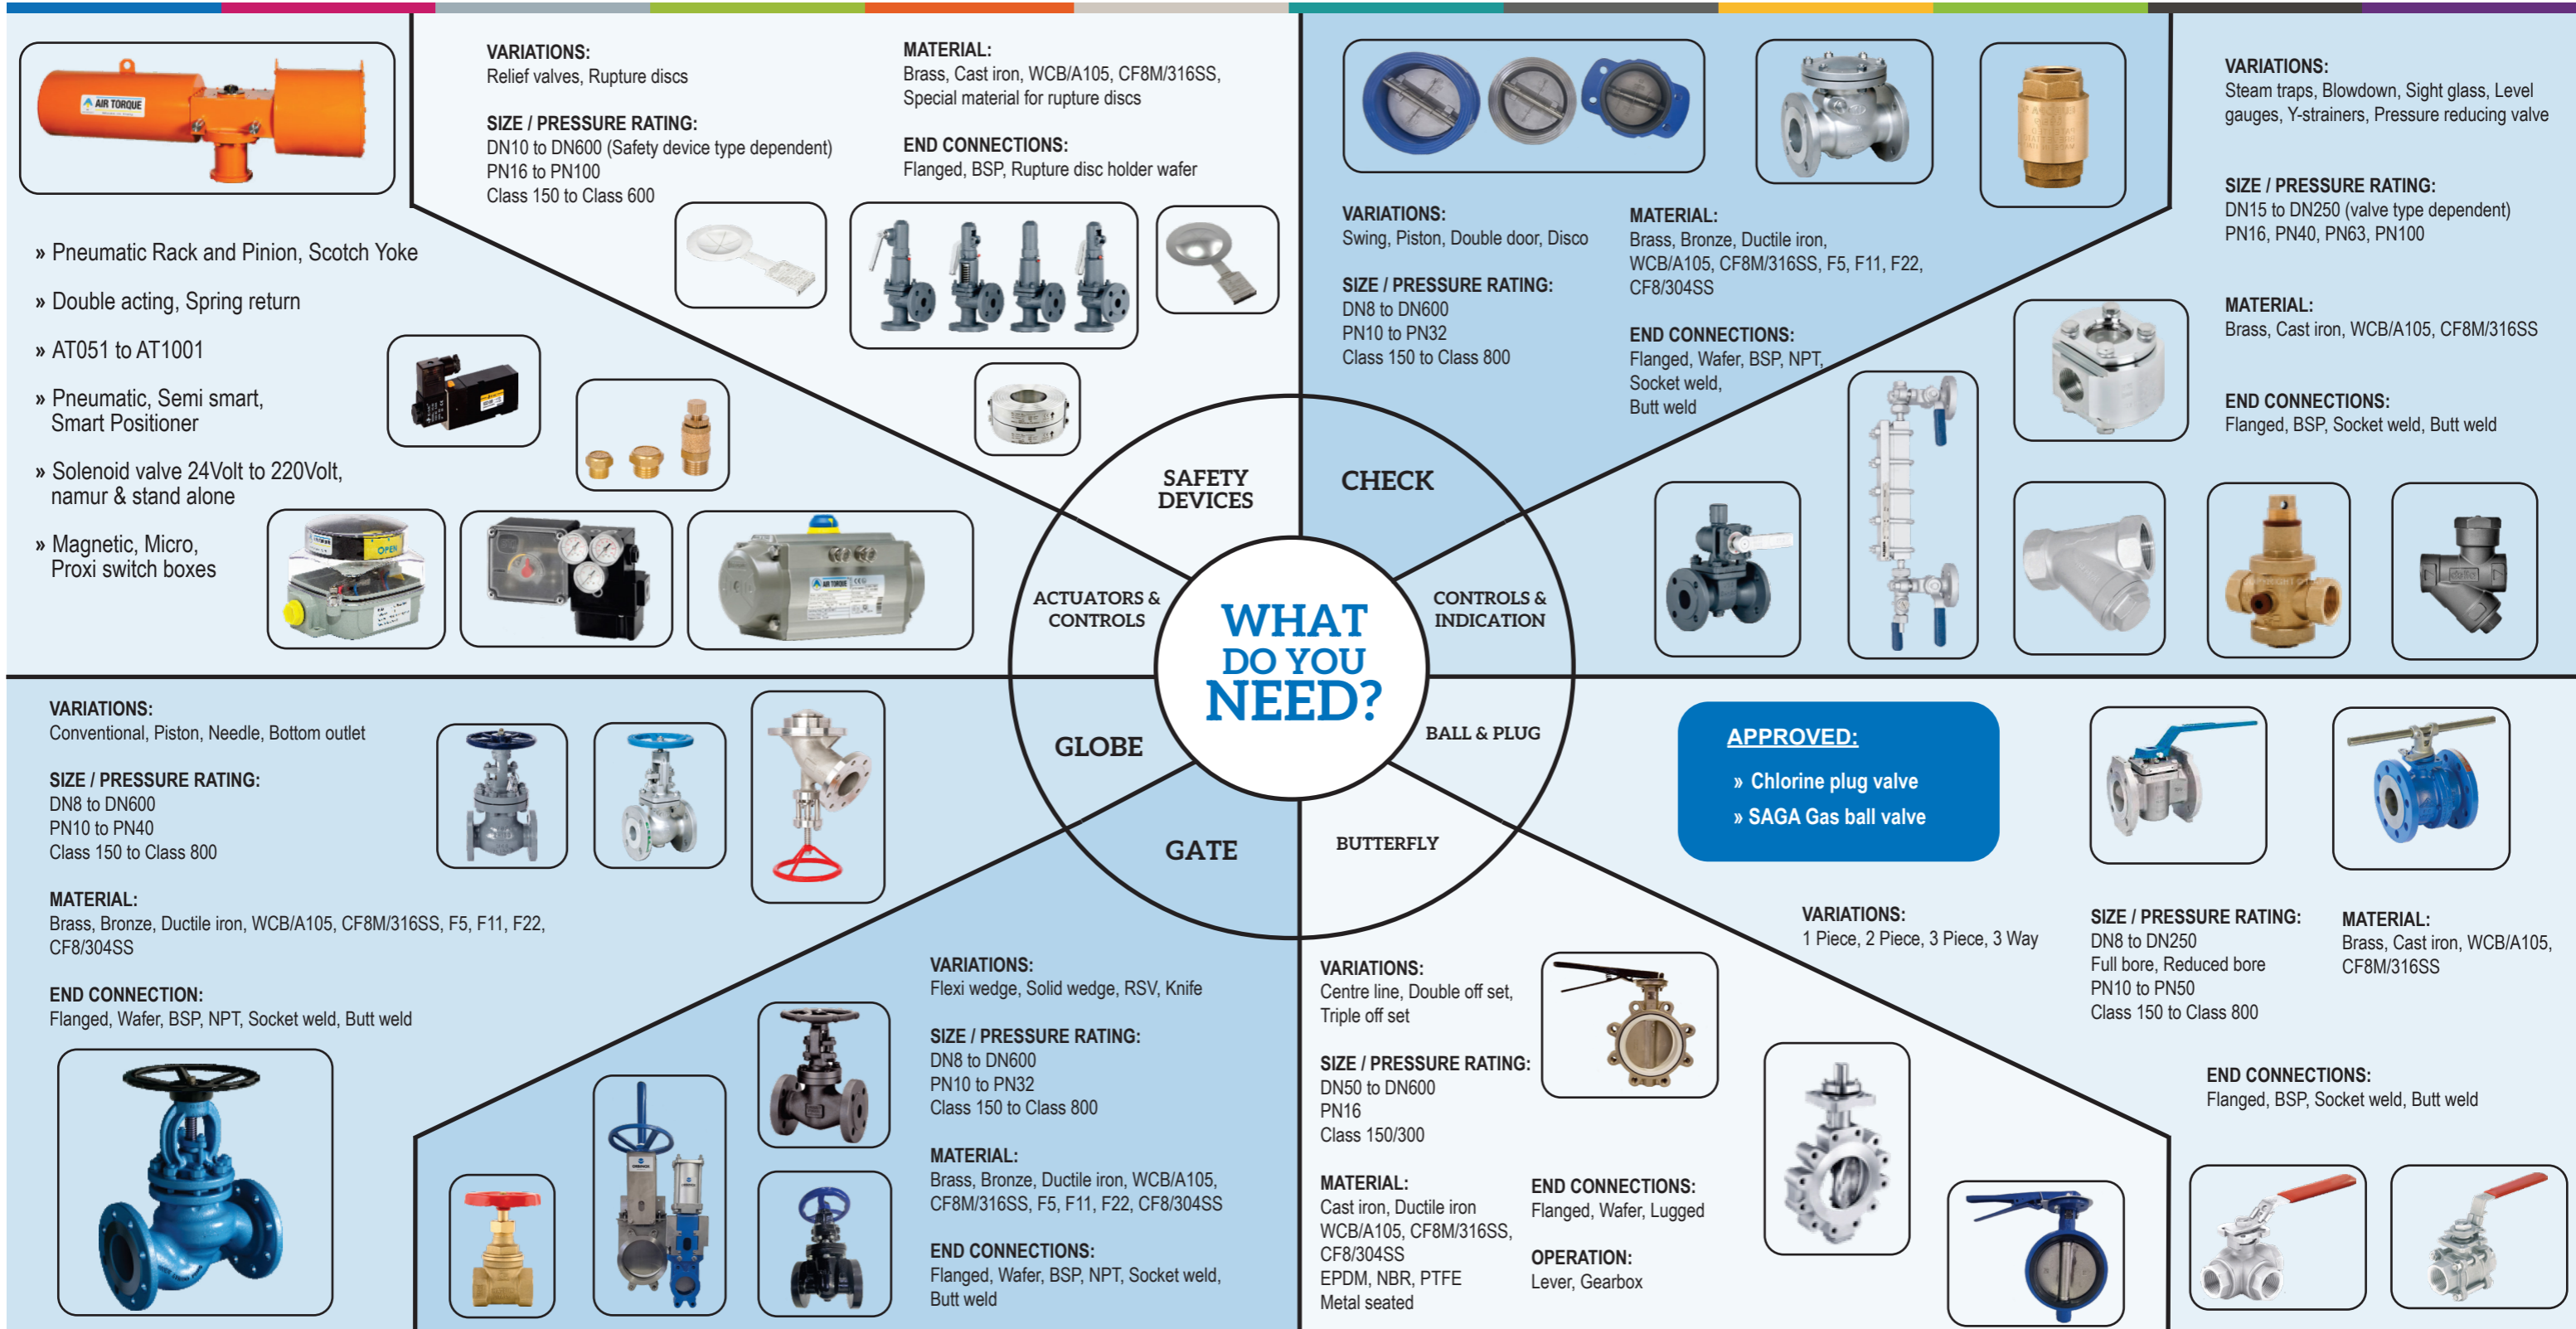 AIR TORQUE
» Pneumatic Rack and Pinion, Scotch Yoke
» Double acting, Spring return
» AT051 to AT1001
» Pneumatic, Semi smart,
Smart Positioner
» Solenoid valve 24Volt to 220Volt,
namur & stand alone
» Magnetic, Micro,
Proxi switch boxes
OPEN
AIR TORQUE
VARIATIONS:
Relief valves, Rupture discs
SIZE / PRESSURE RATING:
DN10 to DN600 (Safety device type dependent)
PN16 to PN100
Class 150 to Class 600
MATERIAL:
Brass, Cast iron, WCB/A105, CF8M/316SS,
Special material for rupture discs
END CONNECTIONS:
Flanged, BSP, Rupture disc holder wafer
VARIATIONS:
Swing, Piston, Double door, Disco
SIZE / PRESSURE RATING:
DN8 to DN600
PN10 to PN32
Class 150 to Class 800
MATERIAL:
Brass, Bronze, Ductile iron,
WCB/A105, CF8M/316SS, F5, F11, F22,
CF8/304SS
END CONNECTIONS:
Flanged, Wafer, BSP, NPT,
Socket weld,
Butt weld
VARIATIONS:
Steam traps, Blowdown, Sight glass, Level
gauges, Y-strainers, Pressure reducing valve
SIZE / PRESSURE RATING:
DN15 to DN250 (valve type dependent)
PN16, PN40, PN63, PN100
MATERIAL:
Brass, Cast iron, WCB/A105, CF8M/316SS
END CONNECTIONS:
Flanged, BSP, Socket weld, Butt weld
SAFETY
DEVICES
CHECK
ACTUATORS &
CONTROLS
CONTROLS &
INDICATION
WHAT
DO YOU
NEED?
GLOBE
BALL & PLUG
GATE
BUTTERFLY
VARIATIONS:
Conventional, Piston, Needle, Bottom outlet
SIZE / PRESSURE RATING:
DN8 to DN600
PN10 to PN40
Class 150 to Class 800
MATERIAL:
Brass, Bronze, Ductile iron, WCB/A105, CF8M/316SS, F5, F11, F22,
CF8/304SS
END CONNECTION:
Flanged, Wafer, BSP, NPT, Socket weld, Butt weld
VARIATIONS:
Flexi wedge, Solid wedge, RSV, Knife
SIZE / PRESSURE RATING:
DN8 to DN600
PN10 to PN32
Class 150 to Class 800
MATERIAL:
Brass, Bronze, Ductile iron, WCB/A105,
CF8M/316SS, F5, F11, F22, CF8/304SS
END CONNECTIONS:
Flanged, Wafer, BSP, NPT, Socket weld,
Butt weld
VARIATIONS:
Centre line, Double off set,
Triple off set
SIZE / PRESSURE RATING:
DN50 to DN600
PN16
Class 150/300
MATERIAL:
Cast iron, Ductile iron
WCB/A105, CF8M/316SS,
CF8/304SS
EPDM, NBR, PTFE
Metal seated
END CONNECTIONS:
Flanged, Wafer, Lugged
OPERATION:
Lever, Gearbox
APPROVED:
» Chlorine plug valve
» SAGA Gas ball valve
VARIATIONS:
1 Piece, 2 Piece, 3 Piece, 3 Way
SIZE / PRESSURE RATING:
DN8 to DN250
Full bore, Reduced bore
PN10 to PN50
Class 150 to Class 800
MATERIAL:
Brass, Cast iron, WCB/A105,
CF8M/316SS
END CONNECTIONS:
Flanged, BSP, Socket weld, Butt weld